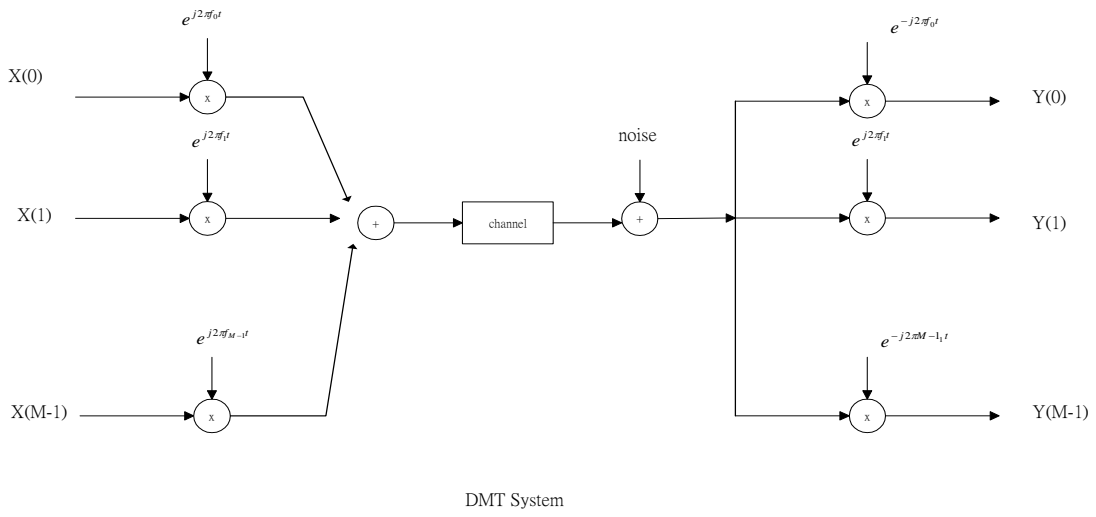 e^{j2πf_0t}
e^{-j2πf_0t}
X(0)
x
x
Y(0)
e^{j2πf_1t}
noise
e^{j2πf_1t}
X(1)
x
+
channel
+
x
Y(1)
e^{j2πf_{M-1}t}
e^{-j2πM-1_1t}
X(M-1)
x
x
Y(M-1)
DMT System